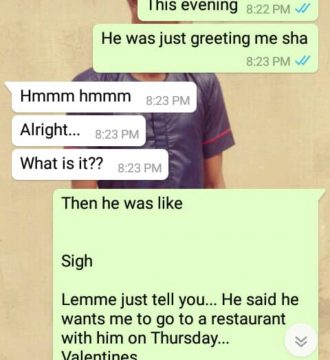 This evening 8:22 PM
He was just greeting me sha
8:23 PM
Hmmm hmmm 8:23 PM
Alright... 8:23 PM
What is it?? 8:23 PM
Then he was like
Sigh
Lemme just tell you... He said he
wants me to go to a restaurant
with him on Thursday...
Valentines